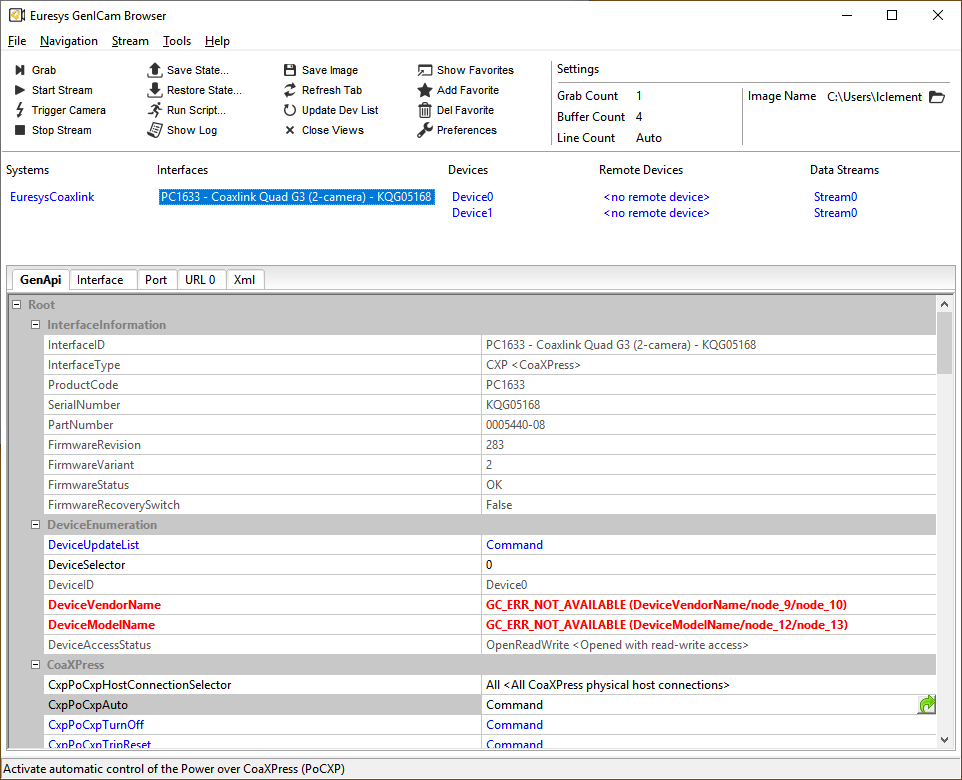 Euresys GenICam Browser
File Navigation Stream Tools Help
Grab Save State... Save Image Show Favorites Settings
Start Stream Restore State... Refresh Tab Add Favorite Grab Count 1 Image Name C:\Users\lclement
Trigger Camera Run Script... Update Dev List Del Favorite Buffer Count 4
Stop Stream Show Log Close Views Preferences Line Count Auto
Systems Interfaces Devices Remote Devices Data Streams
EuresysCoaxlink PC1633 - Coaxlink Quad G3 (2-camera) - KQG05168 Device0 <no remote device> Stream0
Device1 <no remote device> Stream0
GenApi Interface Port URL 0 Xml
Root
InterfaceInformation
InterfaceID PC1633 - Coaxlink Quad G3 (2-camera) - KQG05168
InterfaceType CXP <CoaXPress>
ProductCode PC1633
SerialNumber KQG05168
PartNumber 0005440-08
FirmwareRevision 283
FirmwareVariant 2
FirmwareStatus OK
FirmwareRecoverySwitch False
DeviceEnumeration
DeviceUpdateList Command
DeviceSelector 0
DeviceID Device0
DeviceVendorName GC_ERR_NOT_AVAILABLE (DeviceVendorName/node_9/node_10)
DeviceModelName GC_ERR_NOT_AVAILABLE (DeviceModelName/node_12/node_13)
DeviceAccessStatus OpenReadWrite <Opened with read-write access>
CoaXPress
CxpPoCxpHostConnectionSelector All <All CoaXPress physical host connections>
CxpPoCxpAuto Command
CxpPoCxpTurnOff Command
CxpPoCxpTripReset Command
Activate automatic control of the Power over CoaXPress (PoCXP)